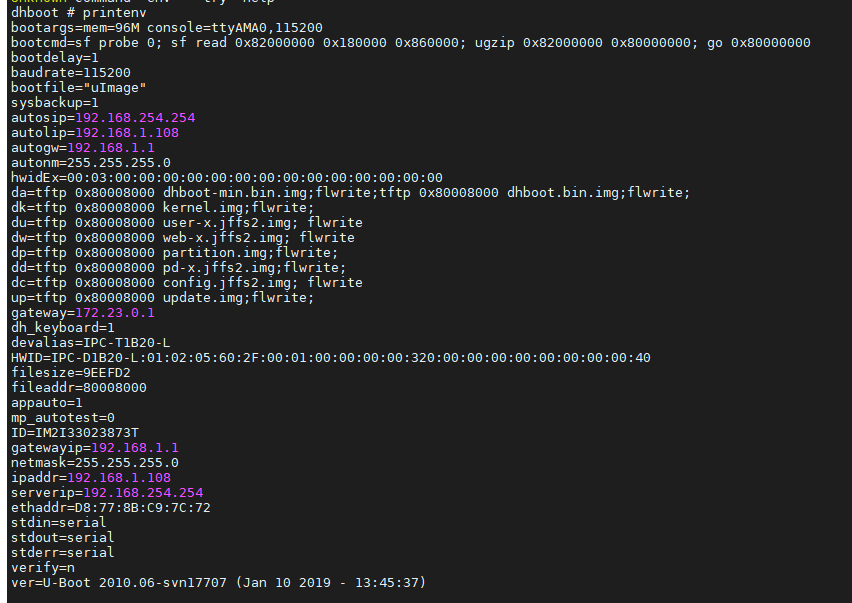 dhboot # printenv
bootargs=mem=96M console=ttyAMA0,115200
bootcmd=sf probe 0; sf read 0x82000000 0x180000 0x860000; ugzip 0x82000000 0x80000000; go 0x80000000
bootdelay=1
baudrate=115200
bootfile="uImage"
sysbackup=1
autosip=192.168.254.254
autolip=192.168.1.108
autogw=192.168.1.1
autonm=255.255.255.0
hwidEx=00:03:00:00:00:00:00:00:00:00:00:00:00:00:00:00
da=tftp 0x80008000 dhboot-min.bin.img;flwrite;tftp 0x80008000 dhboot.bin.img;flwrite;
dk=tftp 0x80008000 kernel.img;flwrite;
du=tftp 0x80008000 user-x.jffs2.img; flwrite
dw=tftp 0x80008000 web-x.jffs2.img; flwrite
dp=tftp 0x80008000 partition.img;flwrite;
dd=tftp 0x80008000 pd-x.jffs2.img;flwrite;
dc=tftp 0x80008000 config.jffs2.img; flwrite
up=tftp 0x80008000 update.img;flwrite;
gateway=172.23.0.1
dh_keyboard=1
devalias=IPC-T1B20-L
HWID=IPC-D1B20-L:01:02:05:60:2F:00:01:00:00:00:00:320:00:00:00:00:00:00:00:00:40
filesize=9EEFD2
fileaddr=80008000
appauto=1
mp_autotest=0
ID=IM2I33023873T
gatewayip=192.168.1.1
netmask=255.255.255.0
ipaddr=192.168.1.108
serverip=192.168.254.254
ethaddr=D8:77:8B:C9:7C:72
stdin=serial
stdout=serial
stderr=serial
verify=n
ver=U-Boot 2010.06-svn17707 (Jan 10 2019 - 13:45:37)